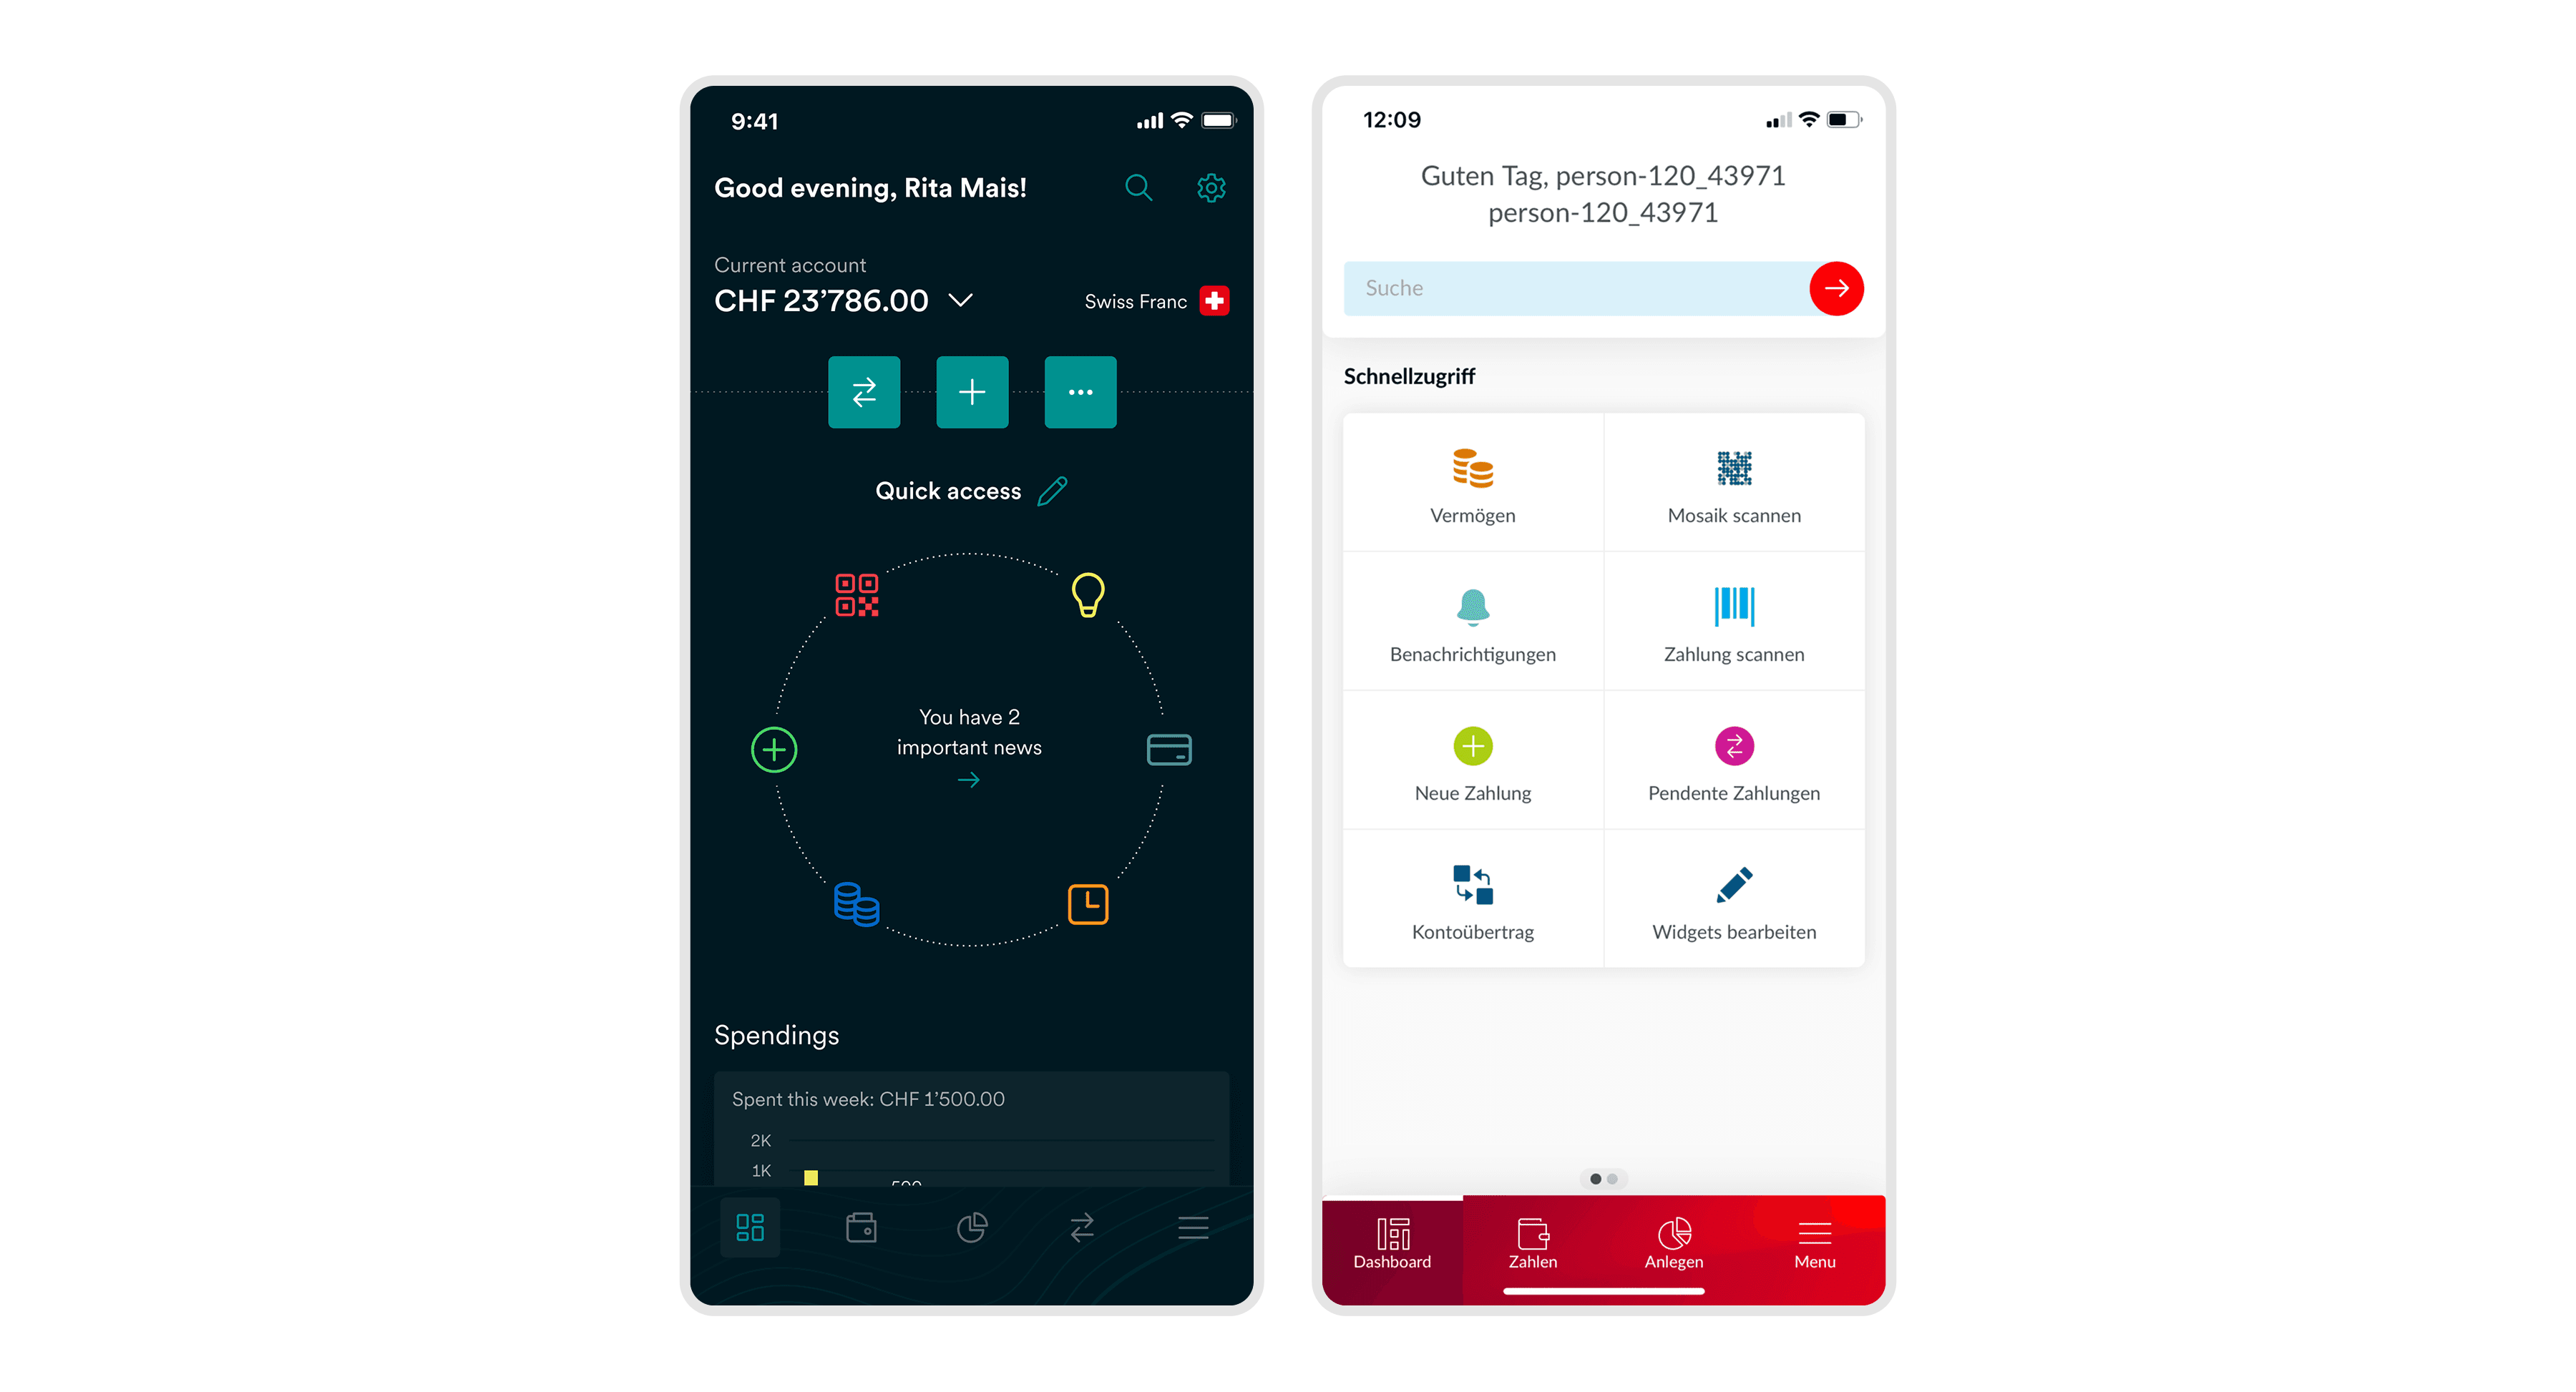 9:41
Good evening, Rita Mais!
Current account
CHF 23’786.00
Swiss Franc
Quick access
You have 2
important news
Spendings
Spent this week: CHF 1’500.00
2K
1K
500
12:09
Guten Tag, person-120_43971
person-120_43971
Suche
Schnellzugriff
Vermögen
Mosaik scannen
Benachrichtigungen
Zahlung scannen
Neue Zahlung
Pendente Zahlungen
Kontoübertrag
Widgets bearbeiten
Dashboard
Zahlen
Anlegen
Menu